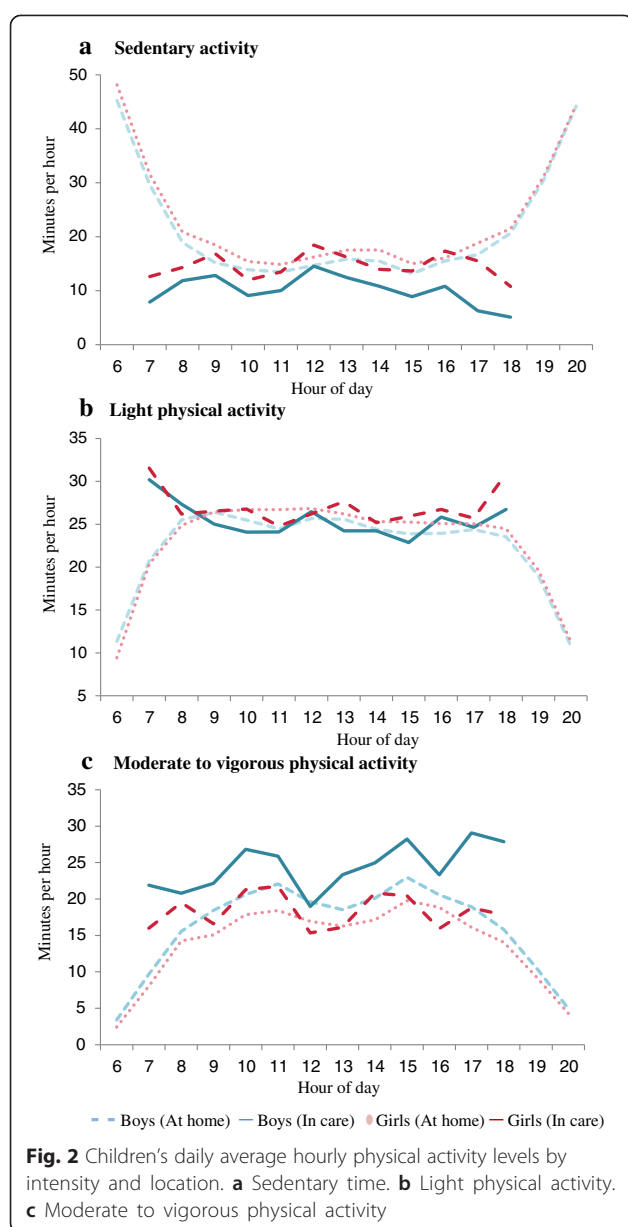 a Sedentary activity
50
40
30
20
10
0
Minutes per hour
6 7 8 9 10 11 12 13 14 15 16 17 18 19 20
Hour of day
b Light physical activity
35
30
25
20
15
10
5
Minutes per hour
6 7 8 9 10 11 12 13 14 15 16 17 18 19 20
Hour of day
c Moderate to vigorous physical activity
35
30
25
20
15
10
5
0
Minutes per hour
6 7 8 9 10 11 12 13 14 15 16 17 18 19 20
Hour of day
Boys (At home) Boys (In care) Girls (At home) Girls (In care)
Fig. 2 Children's daily average hourly physical activity levels by
intensity and location. a Sedentary time. b Light physical activity.
c Moderate to vigorous physical activity